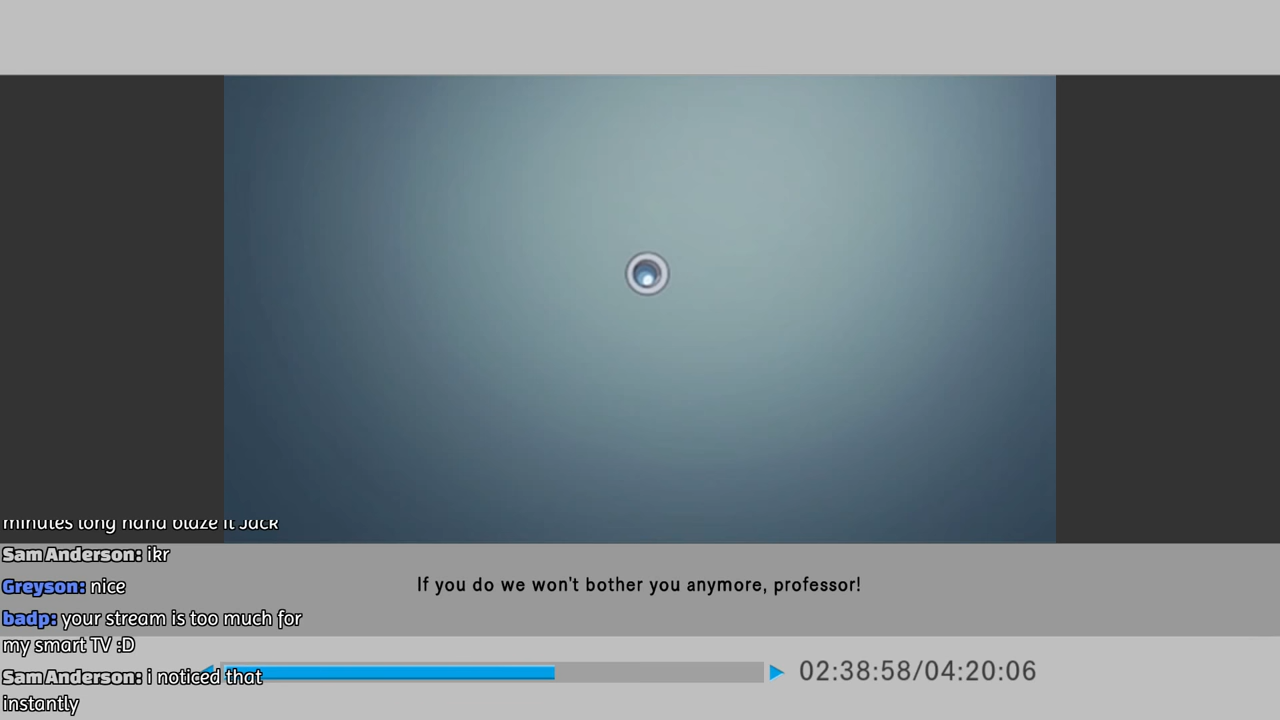 minutes long haha blaze it Jack
Sam Anderson: ikr
Greyson: nice
If you do we won't bother you anymore, professor!
badp: your stream is too much for
my smart TV :D
Sam Anderson: i noticed that
instantly
02:38:58/04:20:06